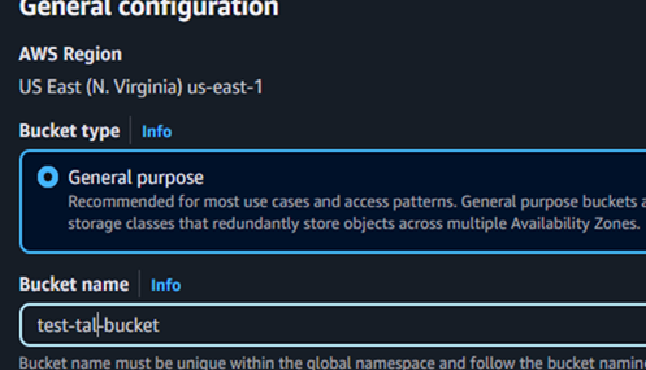 General configuration
AWS Region
US East (N. Virginia) us-east-1
Bucket type Info
General purpose
Recommended for most use cases and access patterns. General purpose buckets a
storage classes that redundantly store objects across multiple Availability Zones.
Bucket name Info
test-tal-bucket
Bucket name must be unique within the global namespace and follow the bucket namin